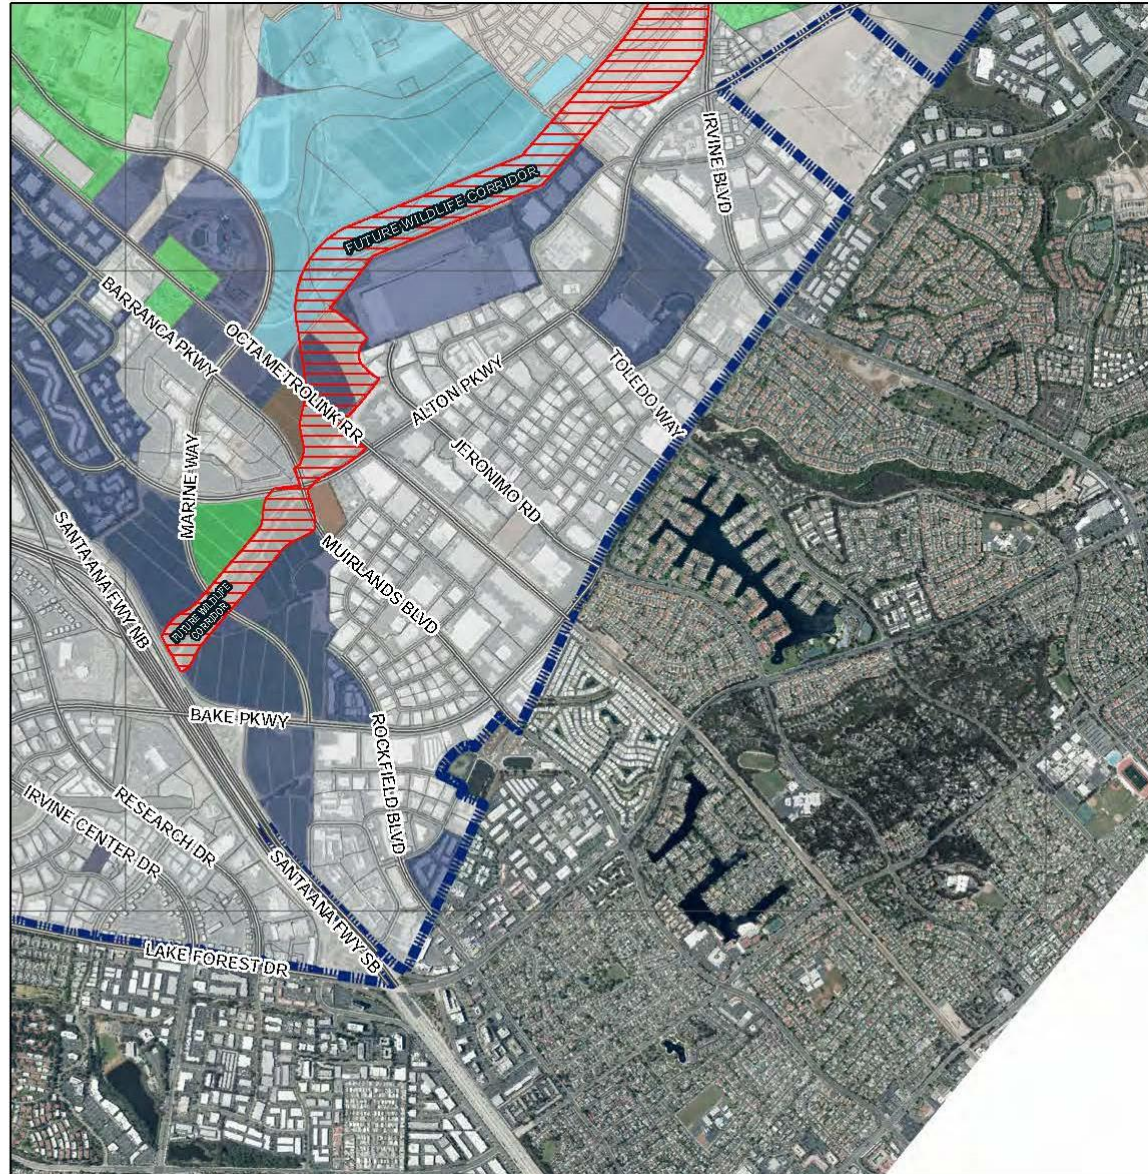 IRVINE BLVD
FUTURE WILDLIFE CORRIDOR
BARRANCA PKWY
OCTA METROLINK RR
TOLEDO WAY
ALTON PKWY
MARINE WAY
JERONIMO RD
SANTA ANA FWY NB
MUIRLANDS BLVD
FUTURE WILDLIFE
CORRIDOR
BAKE PKWY
ROCKFIELD BLVD
RESEARCH DR
IRVINE CENTER DR
SANTA ANA FWY SB
LAKE FOREST DR